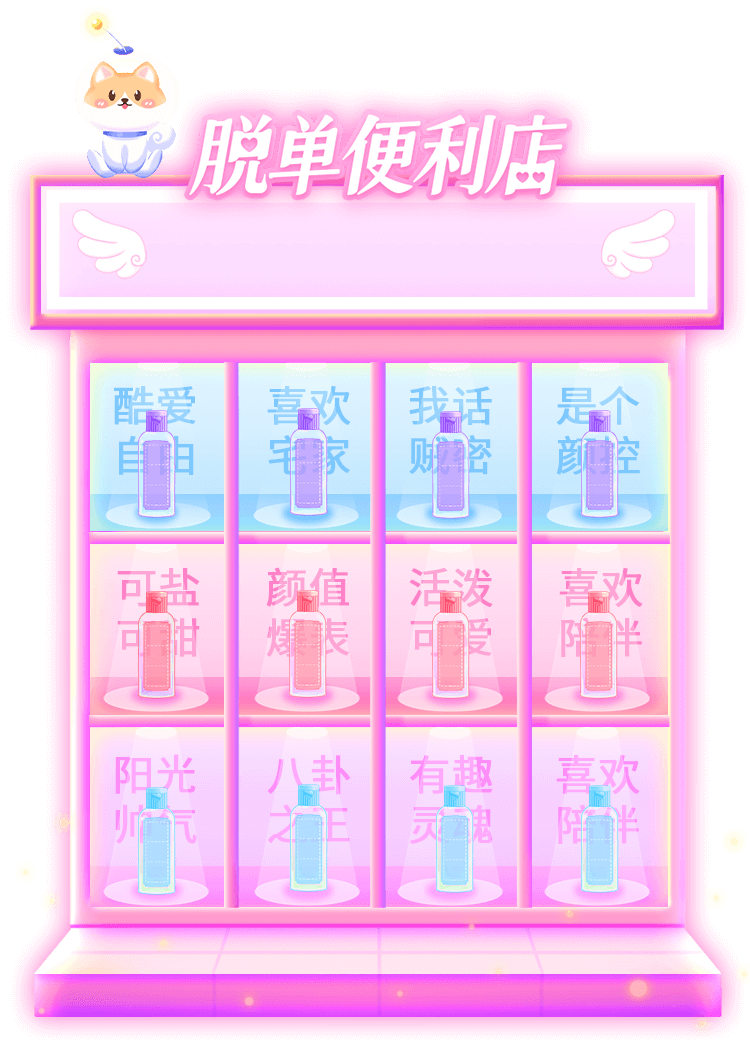 脱单便利店
酷爱
自由
喜欢
宅家
我话
贼密
是个
颜控
可盐
可甜
颜值
爆表
活泼
可爱
喜欢
陪伴
阳光
帅气
八卦
之王
有趣
灵魂
喜欢
陪伴